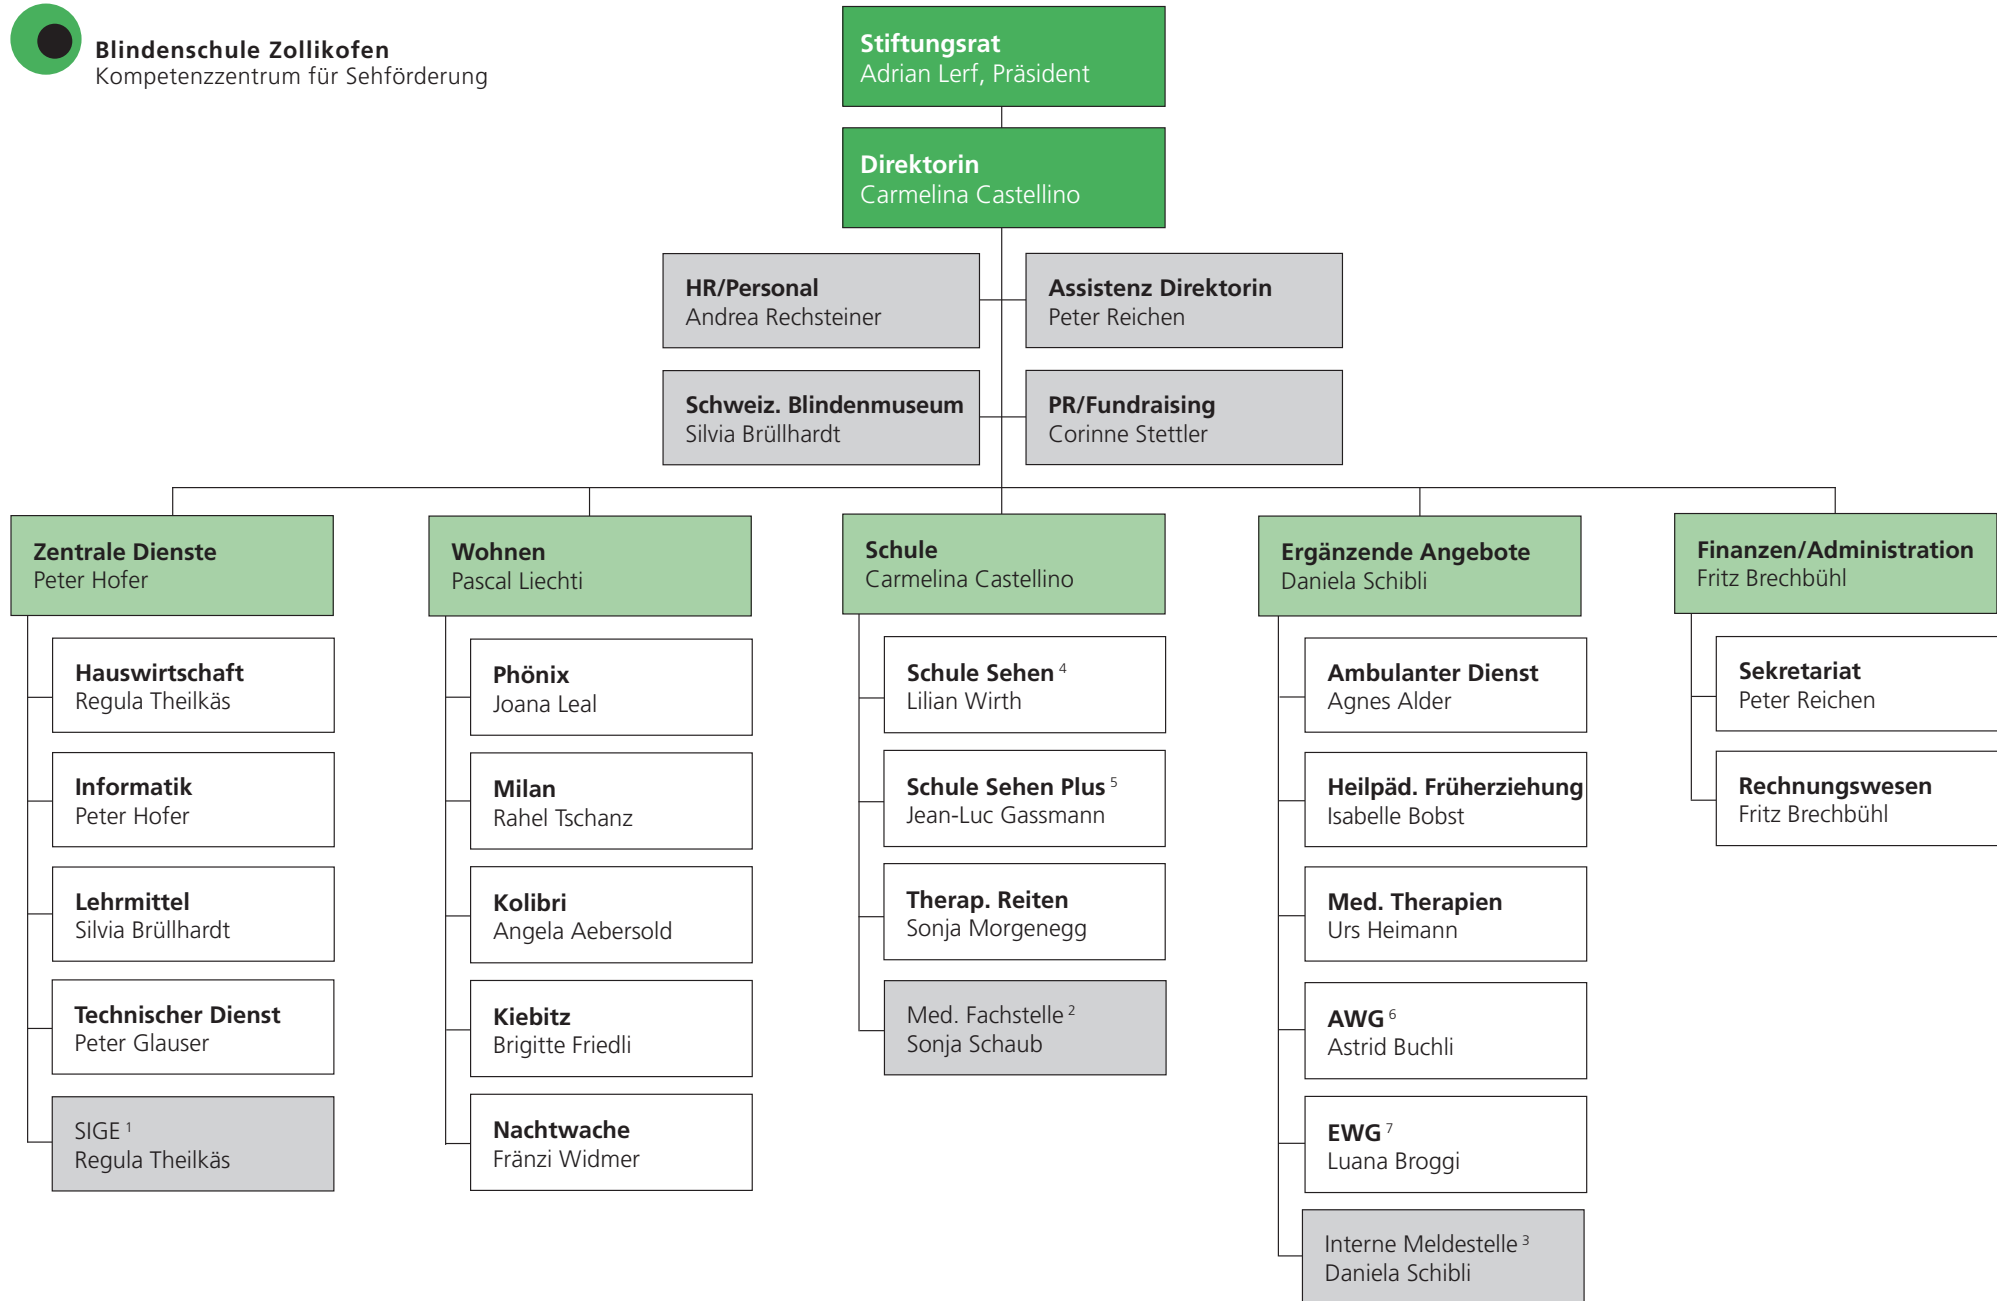 Blindenschule Zollikofen
Kompetenzzentrum für Sehförderung
Stiftungsrat
Adrian Lerf, Präsident
Direktorin
Carmelina Castellino
HR/Personal
Andrea Rechsteiner
Assistenz Direktorin
Peter Reichen
Schweiz. Blindenmuseum
Silvia Brüllhardt
PR/Fundraising
Corinne Stettler
Zentrale Dienste
Peter Hofer
Hauswirtschaft
Regula Theilkäs
Informatik
Peter Hofer
Lehrmittel
Silvia Brüllhardt
Technischer Dienst
Peter Glauser
SIGE ¹
Regula Theilkäs
Wohnen
Pascal Liechti
Phönix
Joana Leal
Milan
Rahel Tschanz
Kolibri
Angela Aebersold
Kiebitz
Brigitte Friedli
Nachtwache
Fränzi Widmer
Schule
Carmelina Castellino
Schule Sehen ⁴
Lilian Wirth
Schule Sehen Plus ⁵
Jean-Luc Gassmann
Therap. Reiten
Sonja Morgenegg
Med. Fachstelle ²
Sonja Schaub
Ergänzende Angebote
Daniela Schibli
Ambulanter Dienst
Agnes Alder
Heilpäd. Früherziehung
Isabelle Bobst
Med. Therapien
Urs Heimann
AWG ⁶
Astrid Buchli
EWG ⁷
Luana Broggi
Interne Meldestelle ³
Daniela Schibli
Finanzen/Administration
Fritz Brechbühl
Sekretariat
Peter Reichen
Rechnungswesen
Fritz Brechbühl